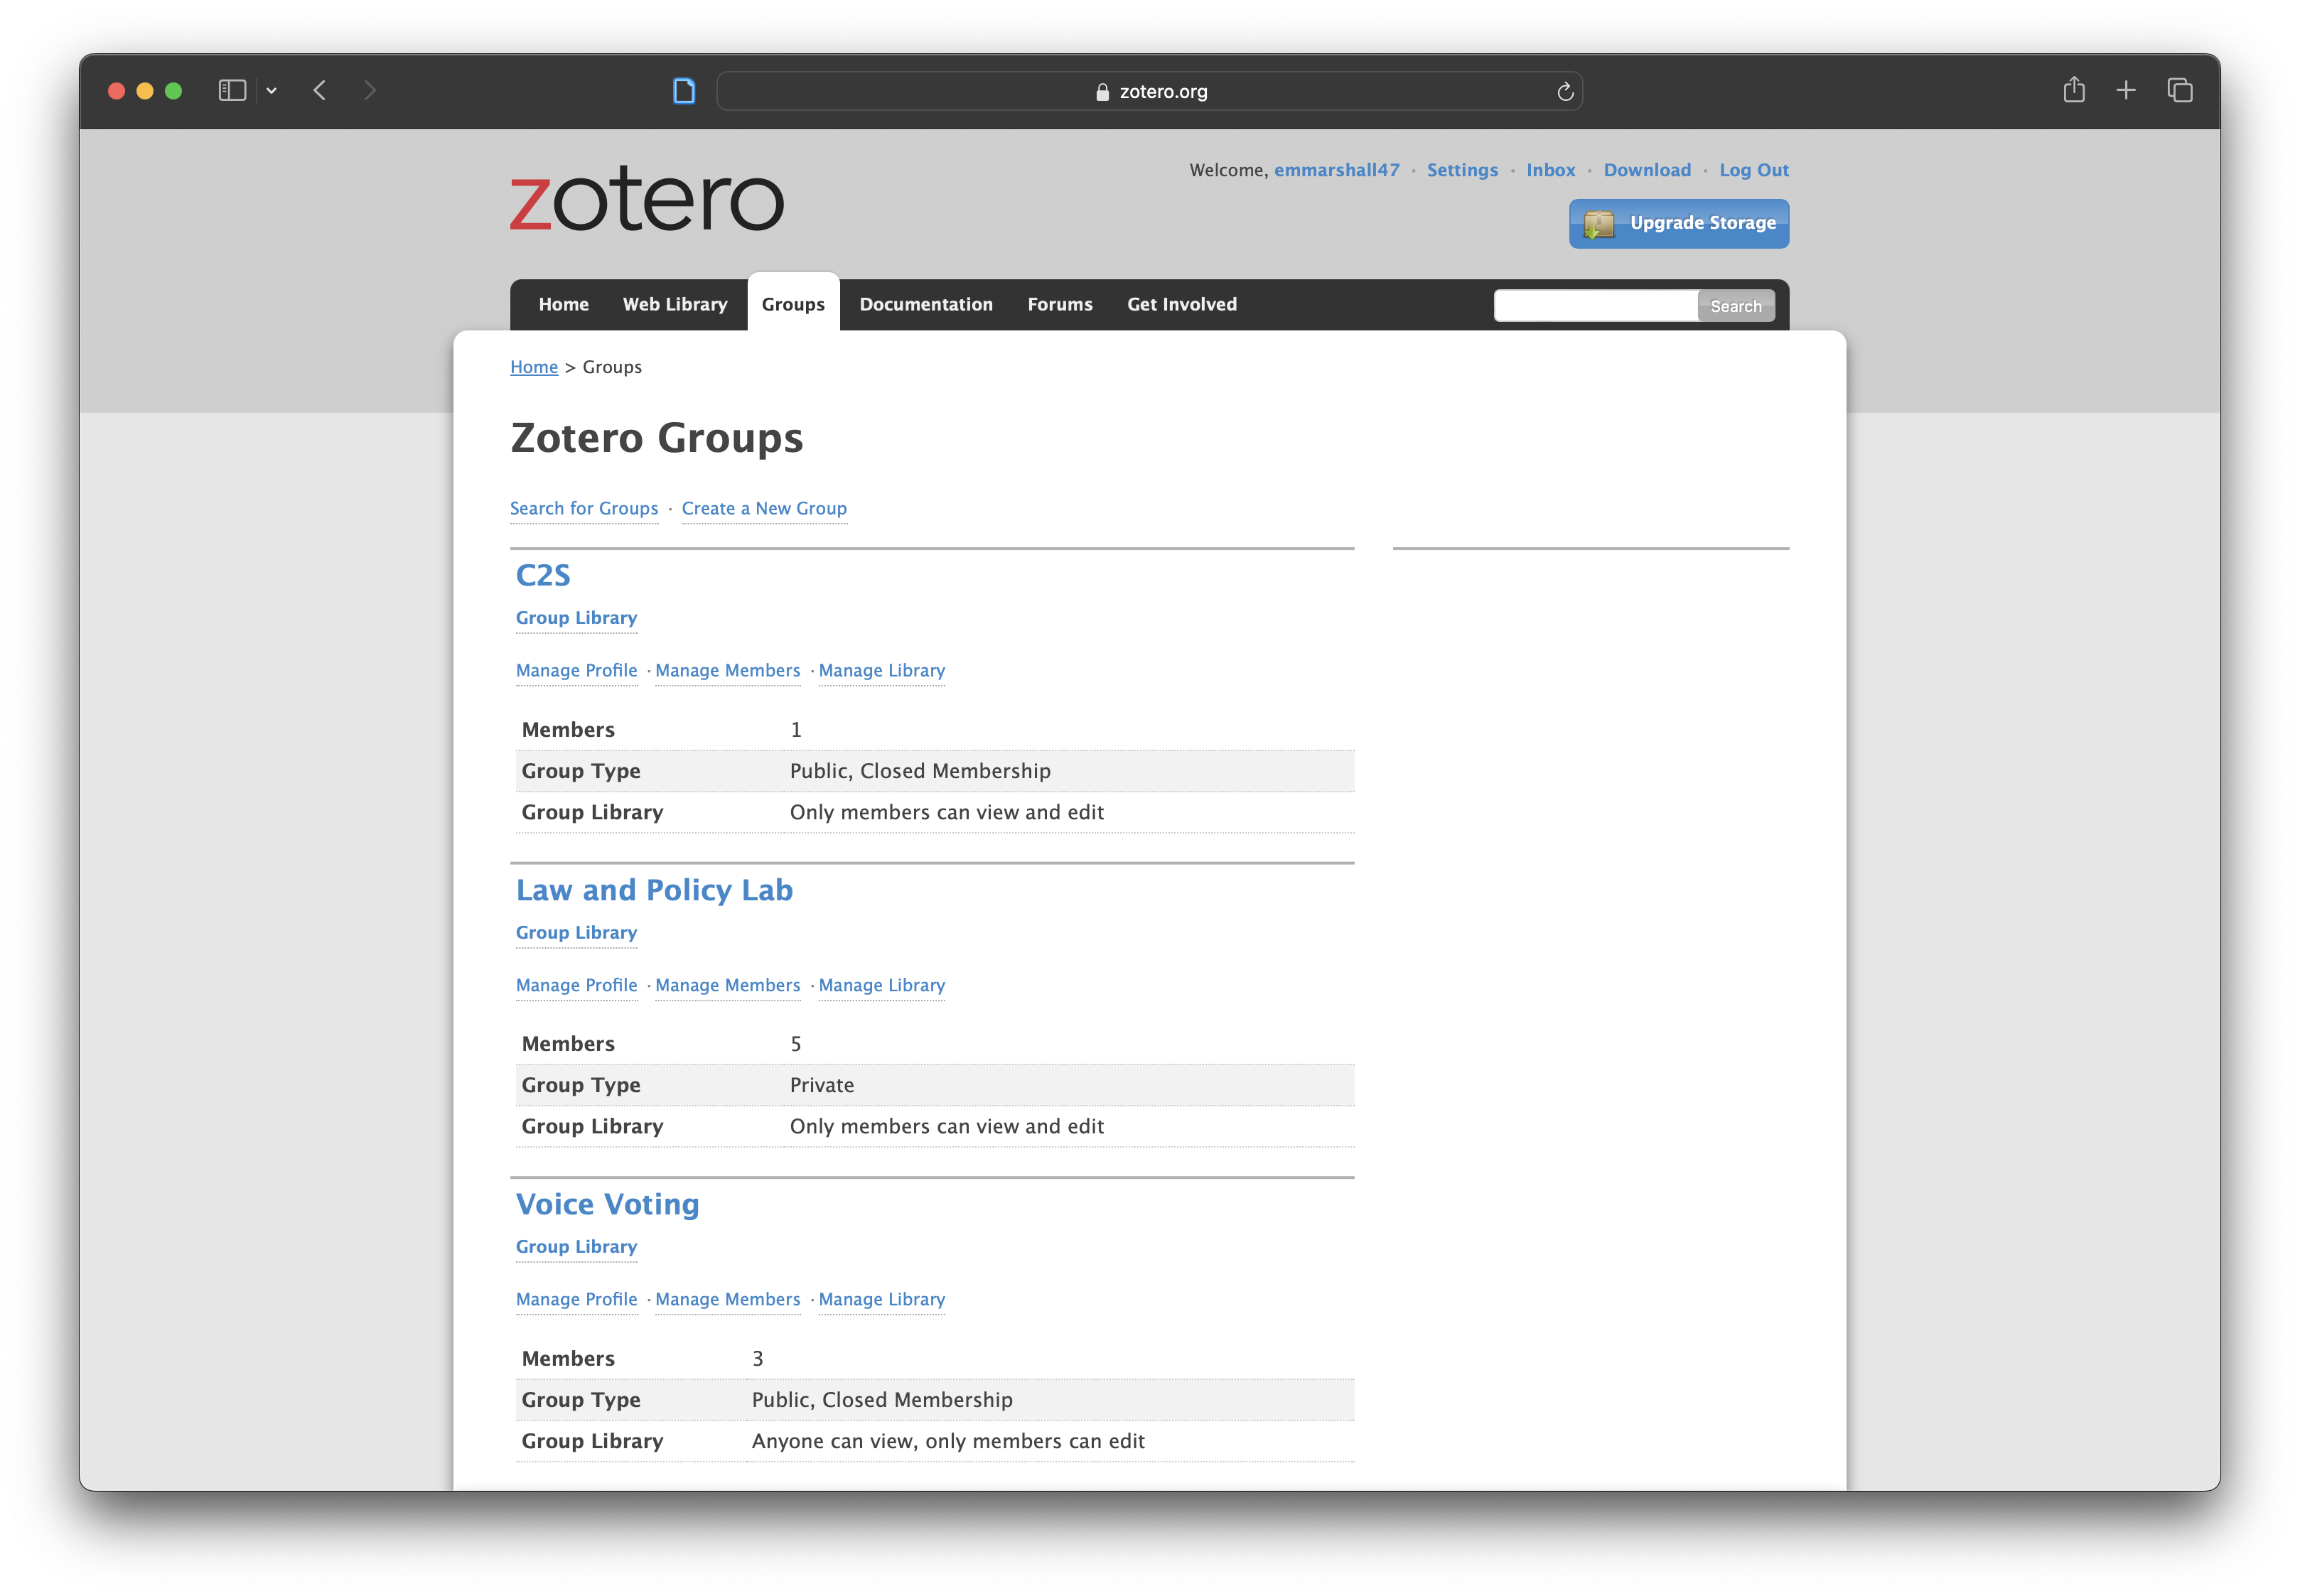 zotero.org
zotero
Welcome, emmarshall47 · Settings · Inbox · Download · Log Out
Upgrade Storage
Home Web Library Groups Documentation Forums Get Involved Search
Home > Groups
Zotero Groups
Search for Groups · Create a New Group
C2S
Group Library
Manage Profile · Manage Members · Manage Library
Members 1
Group Type Public, Closed Membership
Group Library Only members can view and edit
Law and Policy Lab
Group Library
Manage Profile · Manage Members · Manage Library
Members 5
Group Type Private
Group Library Only members can view and edit
Voice Voting
Group Library
Manage Profile · Manage Members · Manage Library
Members 3
Group Type Public, Closed Membership
Group Library Anyone can view, only members can edit